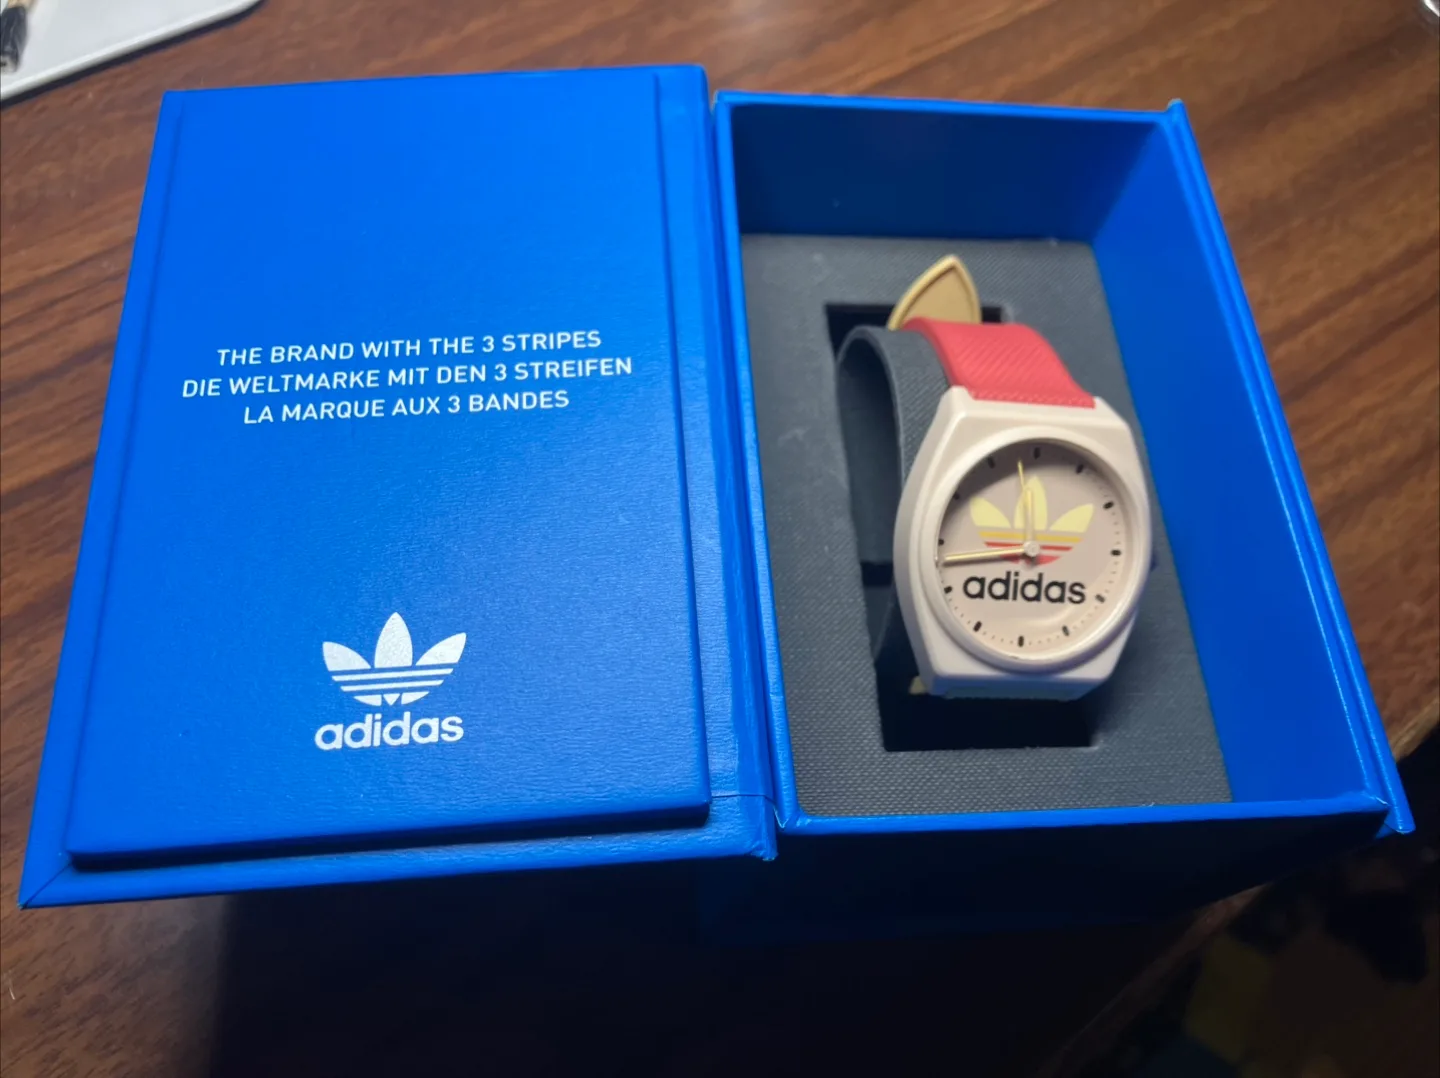 THE BRAND WITH THE 3 STRIPES
DIE WELTMARKE MIT DEN 3 STREIFEN
LA MARQUE AUX 3 BANDES
adidas
adidas